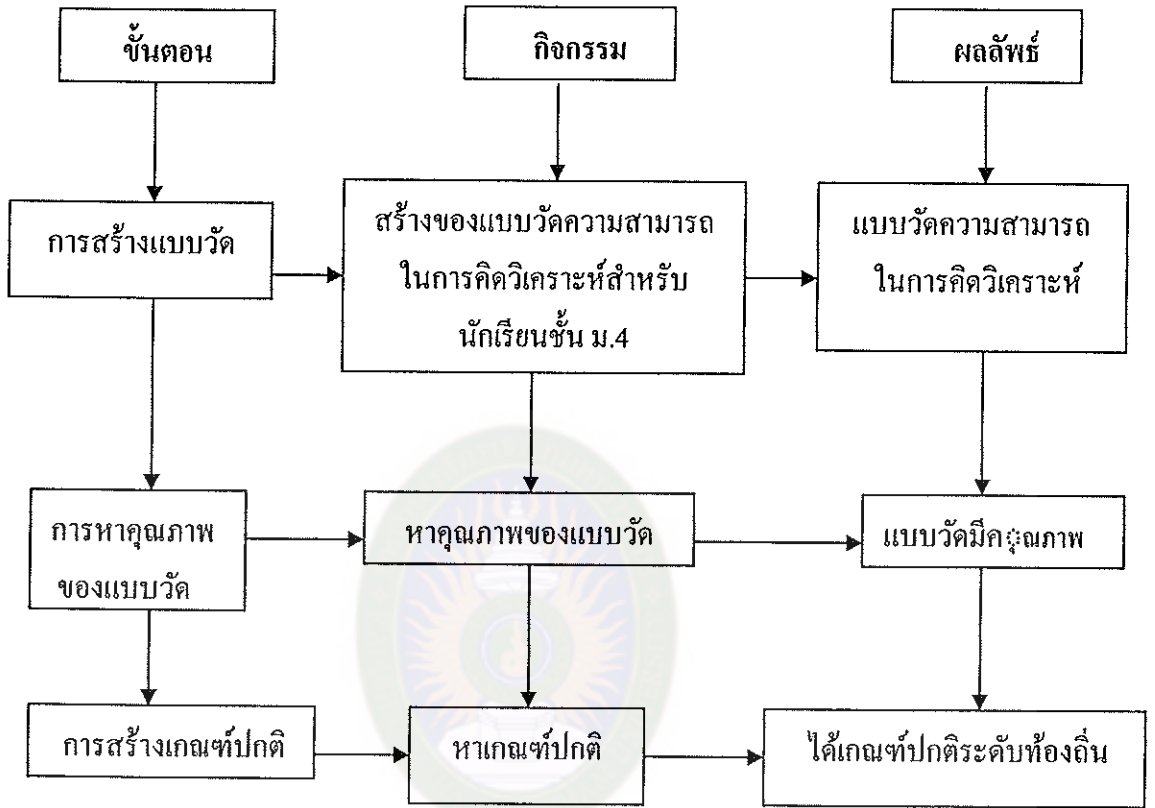 ขั้นตอน
กิจกรรม
ผลลัพธ์
การสร้างแบบวัด
สร้างของแบบวัดความสามารถ
ในการคิดวิเคราะห์สำหรับ
นักเรียนชั้น ม.4
แบบวัดความสามารถ
ในการคิดวิเคราะห์
การหาคุณภาพ
ของแบบวัด
หาคุณภาพของแบบวัด
แบบวัดมีคุณภาพ
การสร้างเกณฑ์ปกติ
หาเกณฑ์ปกติ
ได้เกณฑ์ปกติระดับท้องถิ่น